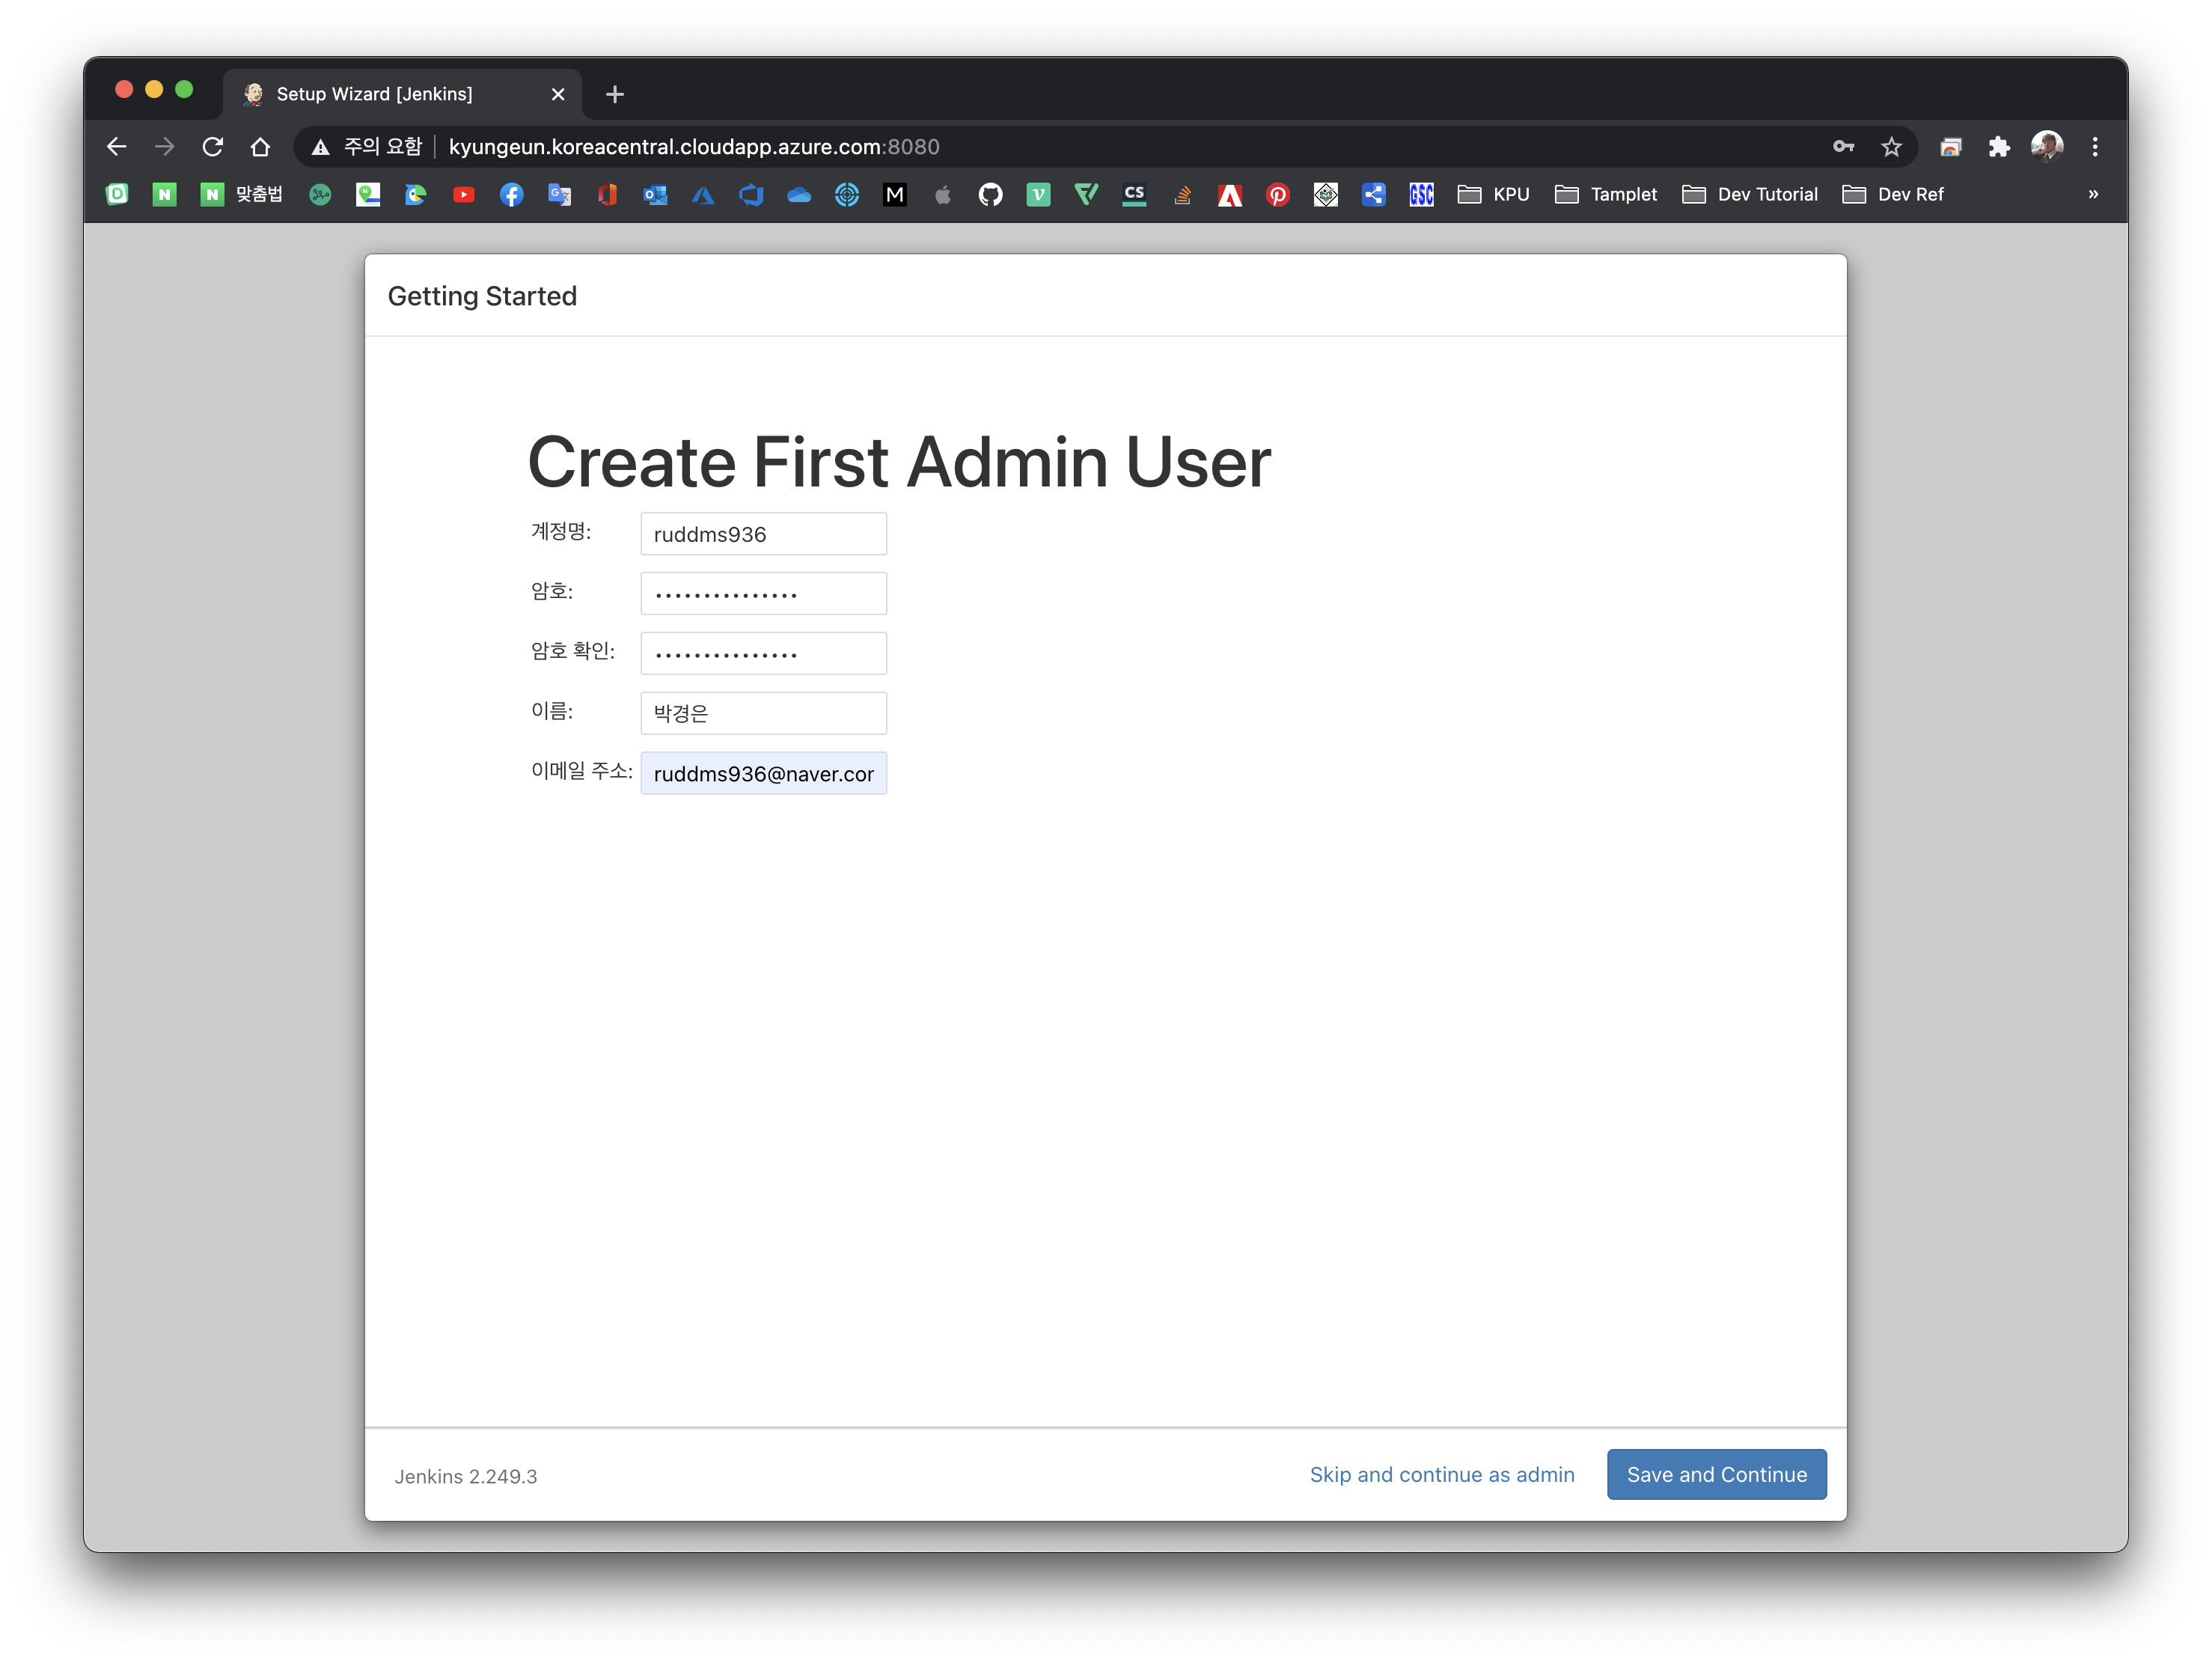 Setup Wizard [Jenkins]
주의 요함 kyungeun.koreacentral.cloudapp.azure.com:8080
맞춤법 M CS GSC KPU Tamplet Dev Tutorial Dev Ref »
Getting Started
Create First Admin User
계정명: ruddms936
암호: •••••••••••••••
암호 확인: •••••••••••••••
이름: 박경은
이메일 주소: ruddms936@naver.cor
Jenkins 2.249.3 Skip and continue as admin Save and Continue